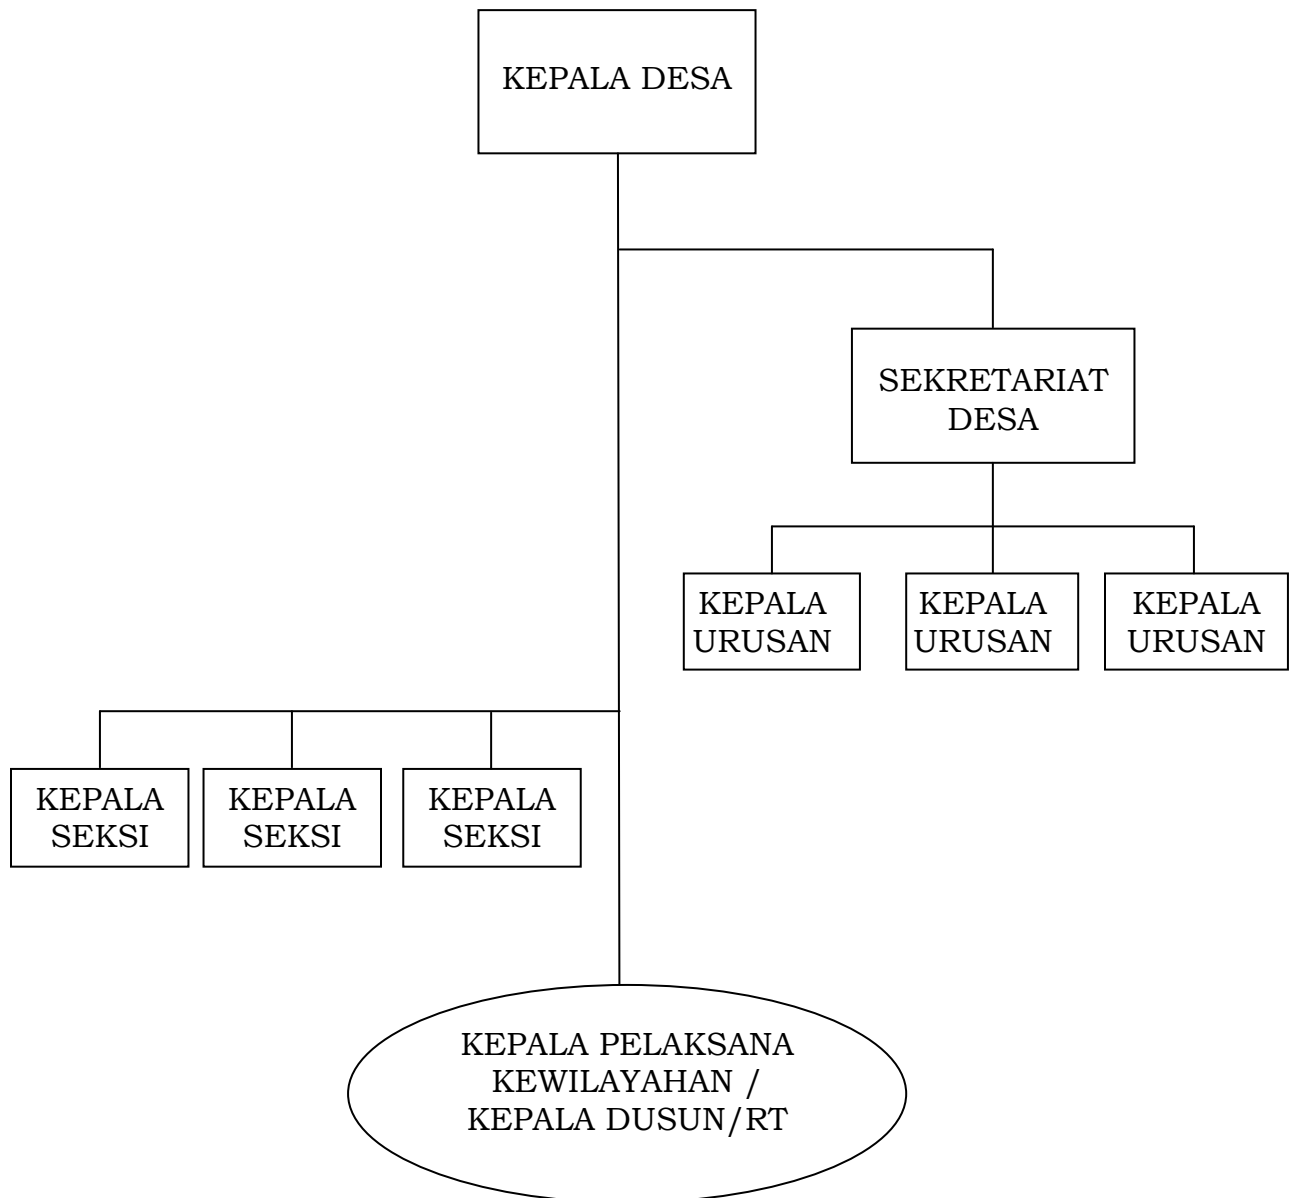 KEPALA DESA
SEKRETARIAT
DESA
KEPALA
URUSAN
KEPALA
URUSAN
KEPALA
URUSAN
KEPALA
SEKSI
KEPALA
SEKSI
KEPALA
SEKSI
KEPALA PELAKSANA
KEWILAYAHAN /
KEPALA DUSUN/RT